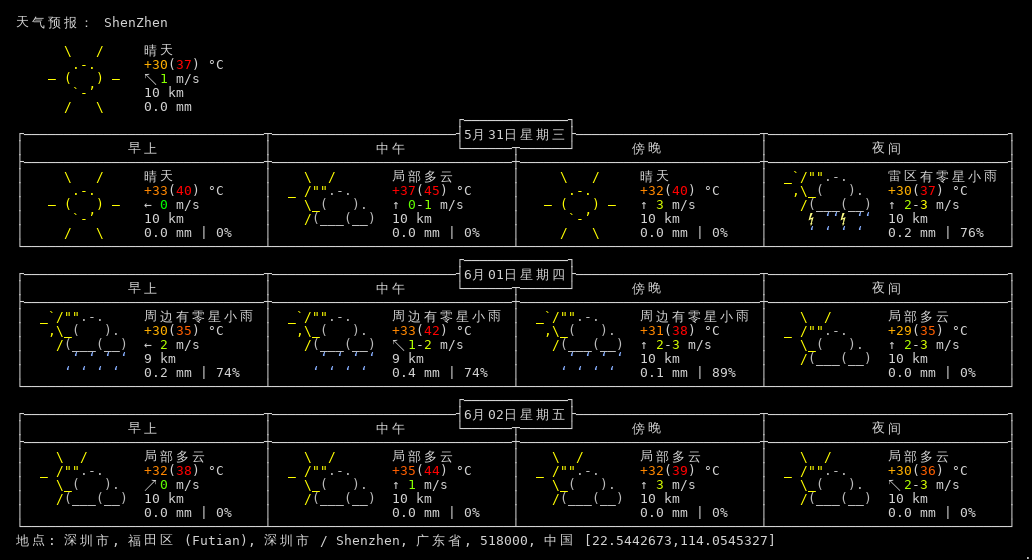 天气预报： ShenZhen
晴天
+30(37) °C
↖ 1 m/s
10 km
0.0 mm
5月31日星期三
早上 中午 傍晚 夜间
晴天 局部多云 晴天 雷区有零星小雨
+33(40) °C +37(45) °C +32(40) °C +30(37) °C
← 0 m/s ↑ 0-1 m/s ↑ 3 m/s ↑ 2-3 m/s
10 km 10 km 10 km 10 km
0.0 mm | 0% 0.0 mm | 0% 0.0 mm | 0% 0.2 mm | 76%
6月01日星期四
早上 中午 傍晚 夜间
周边有零星小雨 周边有零星小雨 周边有零星小雨 局部多云
+30(35) °C +33(42) °C +31(38) °C +29(35) °C
← 2 m/s ↖ 1-2 m/s ↑ 2-3 m/s ↑ 2-3 m/s
9 km 9 km 10 km 10 km
0.2 mm | 74% 0.4 mm | 74% 0.1 mm | 89% 0.0 mm | 0%
6月02日星期五
早上 中午 傍晚 夜间
局部多云 局部多云 局部多云 局部多云
+32(38) °C +35(44) °C +32(39) °C +30(36) °C
↗ 0 m/s ↑ 1 m/s ↑ 3 m/s ↖ 2-3 m/s
10 km 10 km 10 km 10 km
0.0 mm | 0% 0.0 mm | 0% 0.0 mm | 0% 0.0 mm | 0%
地点: 深圳市, 福田区 (Futian), 深圳市 / Shenzhen, 广东省, 518000, 中国 [22.5442673,114.0545327]